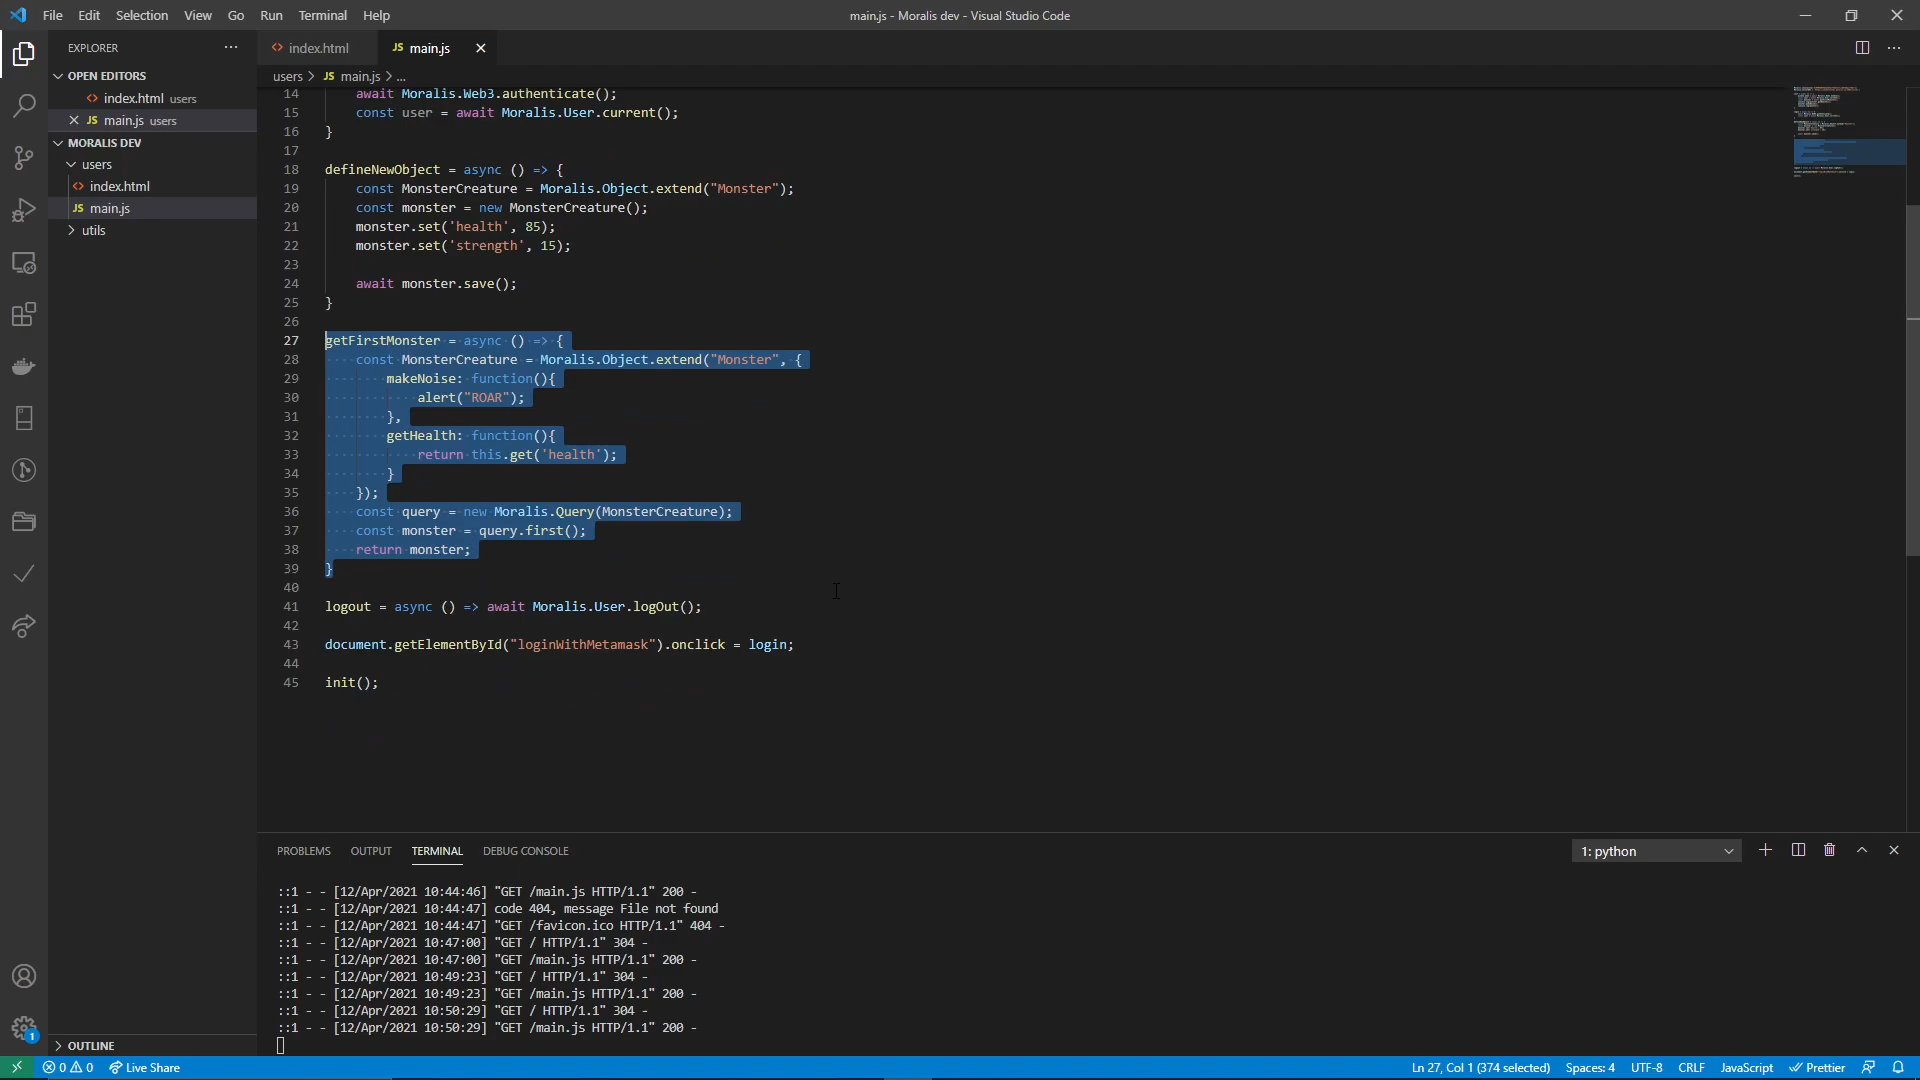 File Edit Selection View Go Run Terminal Help
main.js - Moralis dev - Visual Studio Code
EXPLORER
OPEN EDITORS
index.html users
JS main.js users
MORALIS DEV
users
index.html
JS main.js
utils
OUTLINE
index.html
JS main.js
users > JS main.js > ...
14 await Moralis.Web3.authenticate();
15 const user = await Moralis.User.current();
16 }
17
18 defineNewObject = async () => {
19 const MonsterCreature = Moralis.Object.extend("Monster");
20 const monster = new MonsterCreature();
21 monster.set('health', 85);
22 monster.set('strength', 15);
23
24 await monster.save();
25 }
26
27 getFirstMonster = async () => {
28 const MonsterCreature = Moralis.Object.extend("Monster", {
29 makeNoise: function(){
30 alert("ROAR");
31 },
32 getHealth: function(){
33 return this.get('health');
34 }
35 });
36 const query = new Moralis.Query(MonsterCreature);
37 const monster = query.first();
38 return monster;
39 }
40
41 logout = async () => await Moralis.User.logOut();
42
43 document.getElementById("loginWithMetamask").onclick = login;
44
45 init();
PROBLEMS OUTPUT TERMINAL DEBUG CONSOLE
1: python
::1 - - [12/Apr/2021 10:44:46] "GET /main.js HTTP/1.1" 200 -
::1 - - [12/Apr/2021 10:44:47] code 404, message File not found
::1 - - [12/Apr/2021 10:44:47] "GET /favicon.ico HTTP/1.1" 404 -
::1 - - [12/Apr/2021 10:47:00] "GET / HTTP/1.1" 304 -
::1 - - [12/Apr/2021 10:47:00] "GET /main.js HTTP/1.1" 200 -
::1 - - [12/Apr/2021 10:49:23] "GET / HTTP/1.1" 304 -
::1 - - [12/Apr/2021 10:49:23] "GET /main.js HTTP/1.1" 200 -
::1 - - [12/Apr/2021 10:50:29] "GET / HTTP/1.1" 304 -
::1 - - [12/Apr/2021 10:50:29] "GET /main.js HTTP/1.1" 200 -
1
0 0 Live Share
Ln 27, Col 1 (374 selected) Spaces: 4 UTF-8 CRLF JavaScript Prettier